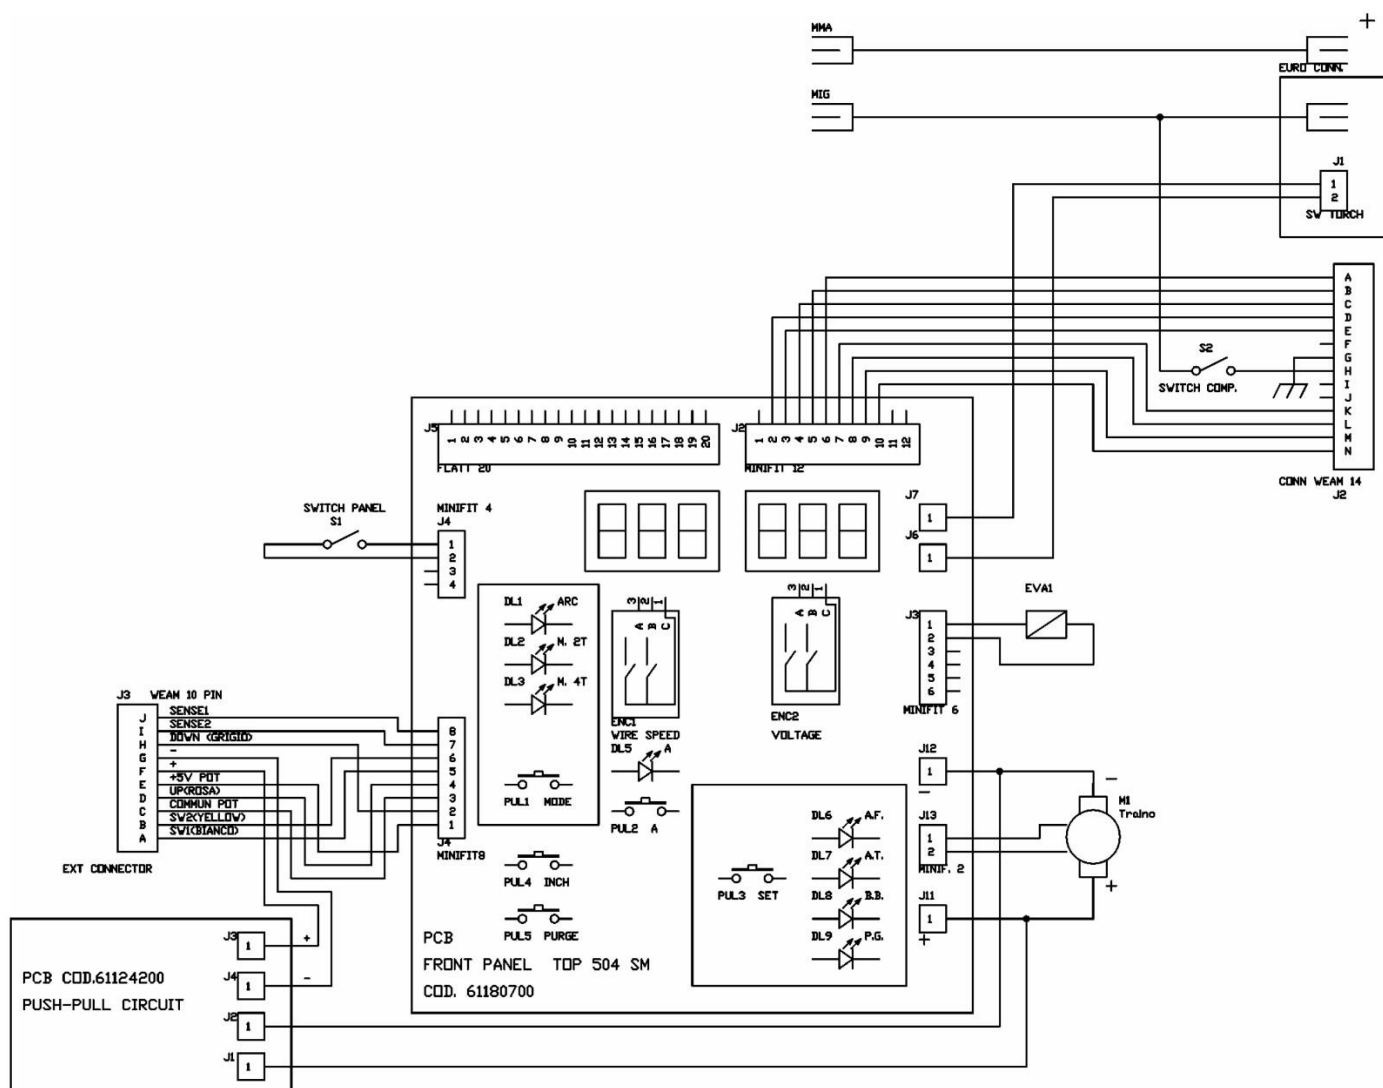 +
MMA
EURO CONN.
MIG
J1
1
2
SW TORCH
A
B
C
D
E
F
G
H
I
J
K
L
M
N
S2
SWITCH COMP.
CONN WEAM 14
J2
J5
1 2 3 4 5 6 7 8 9 10 11 12 13 14 15 16 17 18 19 20
FLATT 20
J2
1 2 3 4 5 6 7 8 9 10 11 12
MINIFIT 12
SWITCH PANEL
S1
MINIFIT 4
J4
1
2
3
4
J7
1
J6
1
DL1 ARC
DL2 M. 2T
DL3 M. 4T
PUL1 MODE
3 2 1
A B C
ENC1
WIRE SPEED
DL5 A
PUL2 A
3 2 1
A B C
ENC2
VOLTAGE
EVA1
J3
1
2
3
4
5
6
MINIFIT 6
J3 WEAM 10 PIN
J SENSE1
I SENSE2
H DOWN (GRIGIO)
G -
F +
E +5V POT
D UP(ROSA)
C COMMUN POT
B SW2(YELLOW)
A SW1(BIANCO)
EXT CONNECTOR
8
7
6
5
4
3
2
1
J4
MINIFIT8
J12
1
-
J13
1
2
MINIF. 2
J11
1
+
-
M1
Traino
+
PUL3 SET
DL6 A.F.
DL7 A.T.
DL8 B.B.
DL9 P.G.
PUL4 INCH
PUL5 PURGE
PCB
FRONT PANEL TOP 504 SM
COD. 61180700
PCB COD.61124200
PUSH-PULL CIRCUIT
J3 1 +
J4 1 -
J2 1
J1 1